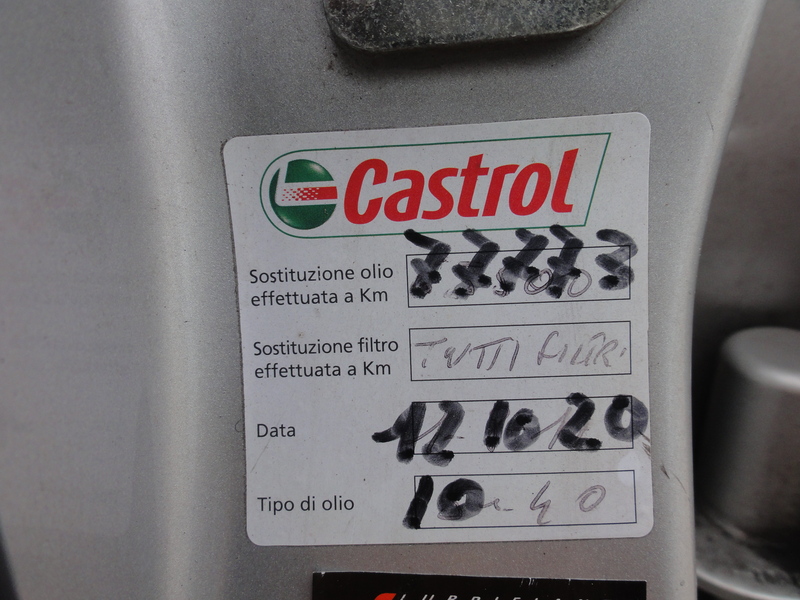 Castrol
Sostituzione olio
effettuata a Km
77773
Sostituzione filtro
effettuata a Km
TUTTI FILTRI
Data
12 10 20
Tipo di olio
10 - 40